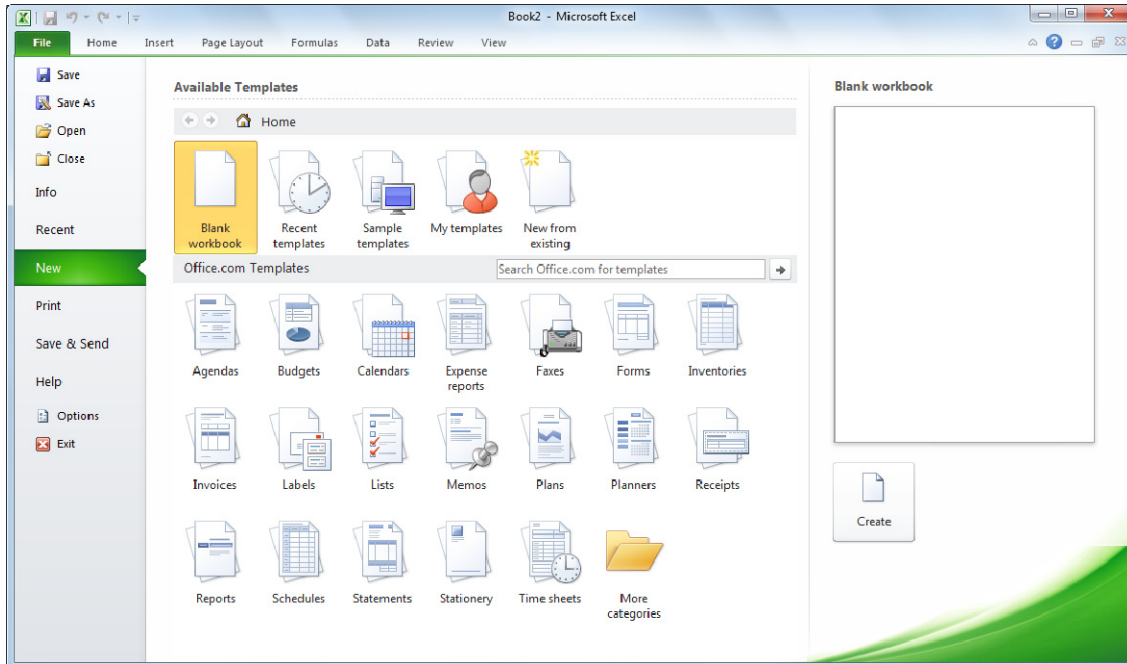 Book2 - Microsoft Excel
File Home Insert Page Layout Formulas Data Review View
Save
Save As
Open
Close
Info
Recent
New
Print
Save & Send
Help
Options
Exit
Available Templates
Home
Blank workbook
Recent templates
Sample templates
My templates
New from existing
Office.com Templates
Search Office.com for templates
Agendas
Budgets
Calendars
Expense reports
Faxes
Forms
Inventories
Invoices
Labels
Lists
Memos
Plans
Planners
Receipts
Reports
Schedules
Statements
Stationery
Time sheets
More categories
Blank workbook
Create